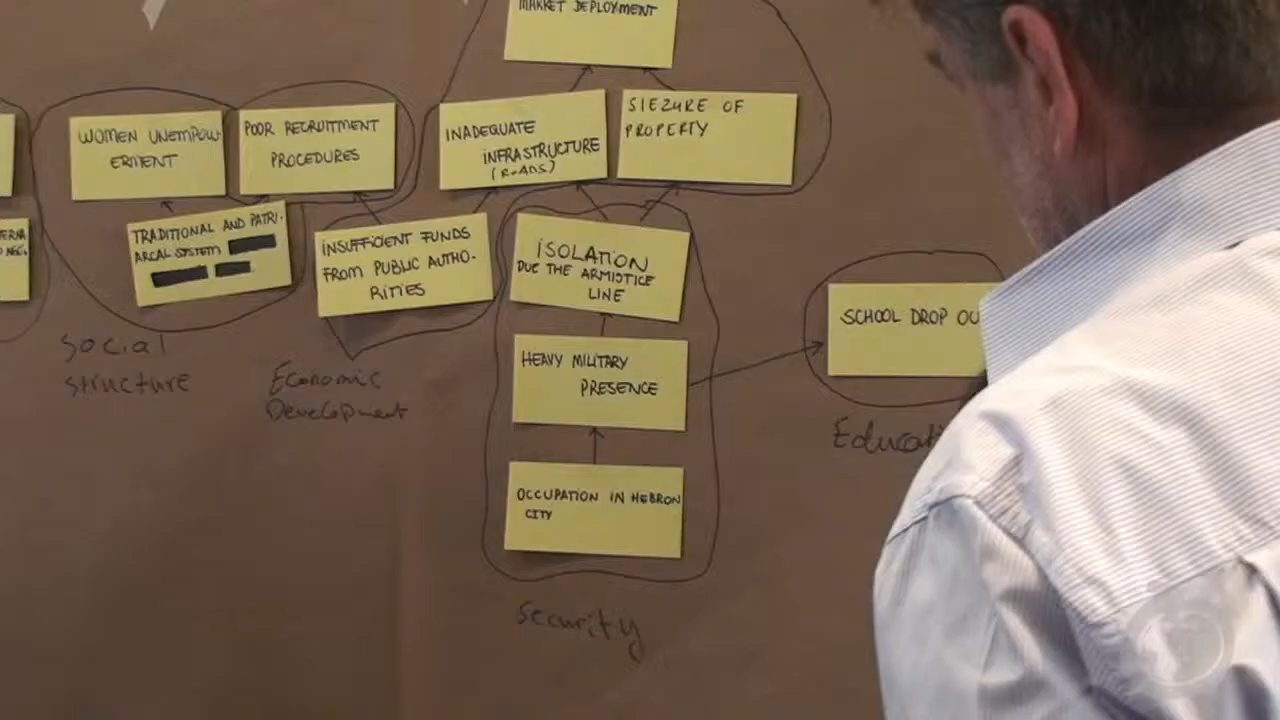 MARKET DEPLOYMENT
WOMEN UNEMPOW-
ERMENT
POOR RECRUITMENT
PROCEDURES
INADEQUATE
INFRASTRUCTURE
(ROADS)
SIEZURE OF
PROPERTY
TRADITIONAL AND PATRI-
ARCAL SYSTEM
INSUFFICIENT FUNDS
FROM PUBLIC AUTHO-
RITIES
ISOLATION
DUE THE ARMISTICE
LINE
HEAVY MILITARY
PRESENCE
SCHOOL DROP OU
OCCUPATION IN HEBRON
CITY
Social
structure
Economic
Development
Educati
Security